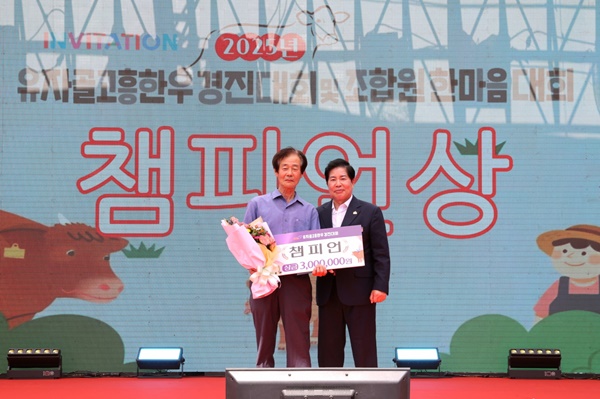 INVITATION
2025년
유자골고흥한우 경진대회 및 조합원 한마음대회
챔피언상
챔피언
3,000,000원